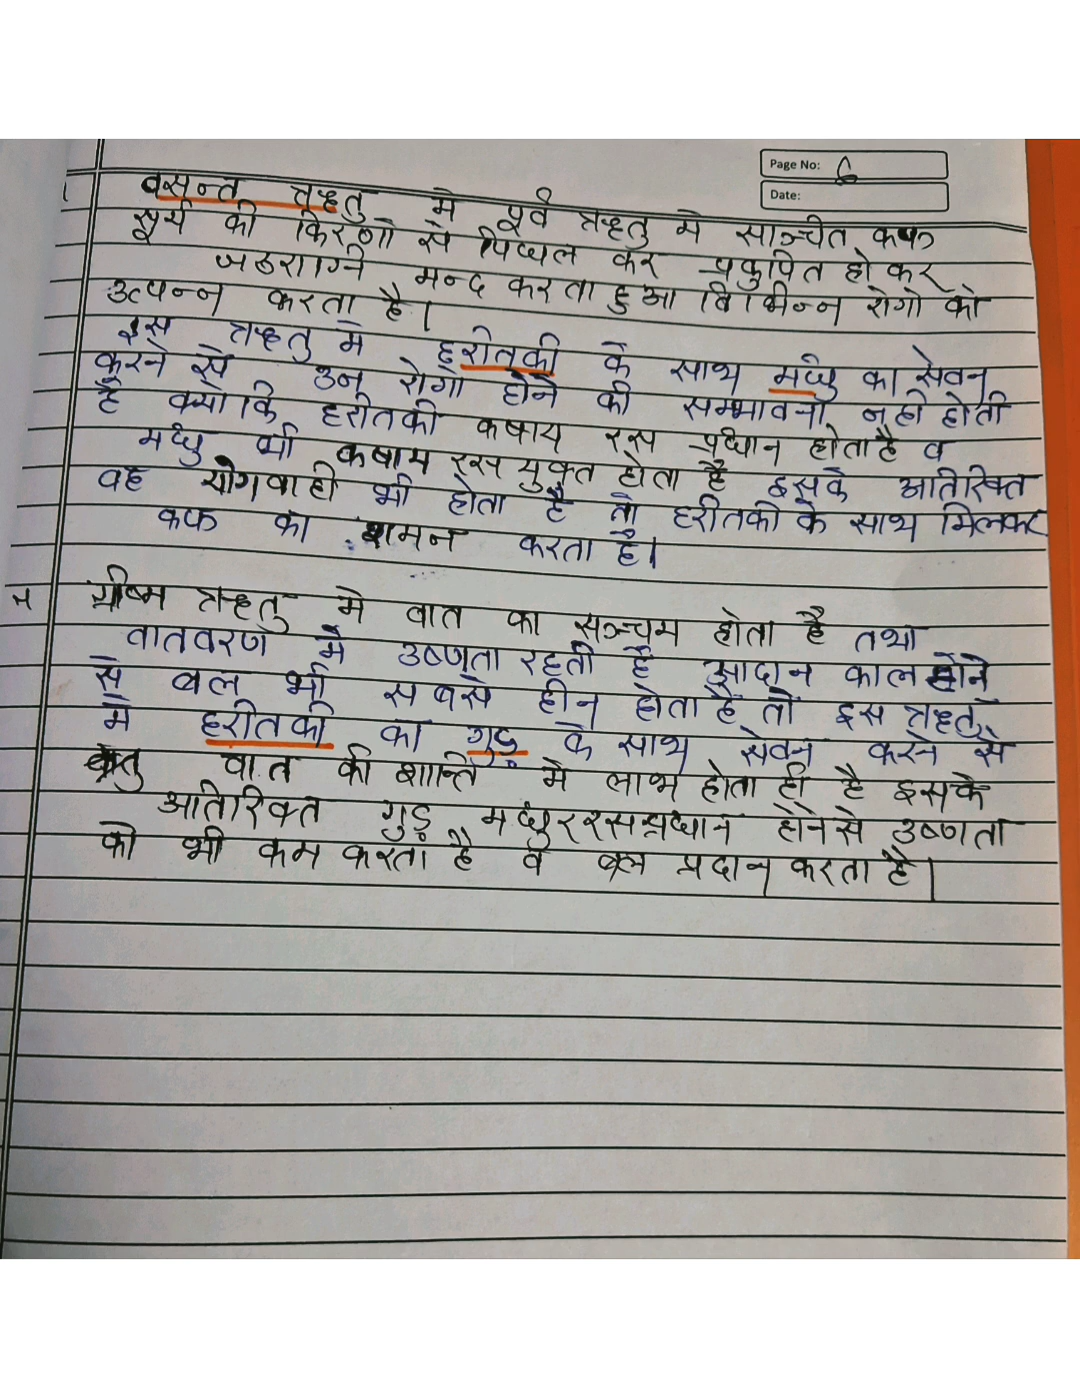 Page No: 6
Date:
वसन्त ऋतु मे पूर्व ऋतु मे साञ्चित कफ
सूर्य की किरणो से पिघल कर प्रकुपित होकर
जठराग्नि मन्द करता हुआ विभिन्न रोगो को
उत्पन्न करता है।
इस ऋतु मे हरीतकी के साथ मधु का सेवन
करने से उन रोगो होने की सम्भावना नही होती
है क्योकि हरीतकी कषाय रस प्रधान होता है व
मधु भी कषाय रस युक्त होता है इसके अतिरिक्त
वह योगवाही भी होता है तो हरीतकी के साथ मिलकर
कफ का शमन करता है।
ग्रीष्म ऋतु मे वात का सञ्चय होता है तथा
वातवरण मे उष्णता रहती है आदान काल होने
से बल भी सबसे हीन होता है तो इस ऋतु
मे हरीतकी का गुड़ के साथ सेवन करने से
वात की शान्ति मे लाभ होता ही है इसके
अतिरिक्त गुड़ मधुर रसप्रधान होने से उष्णता
को भी कम करता है व बल प्रदान करता है।